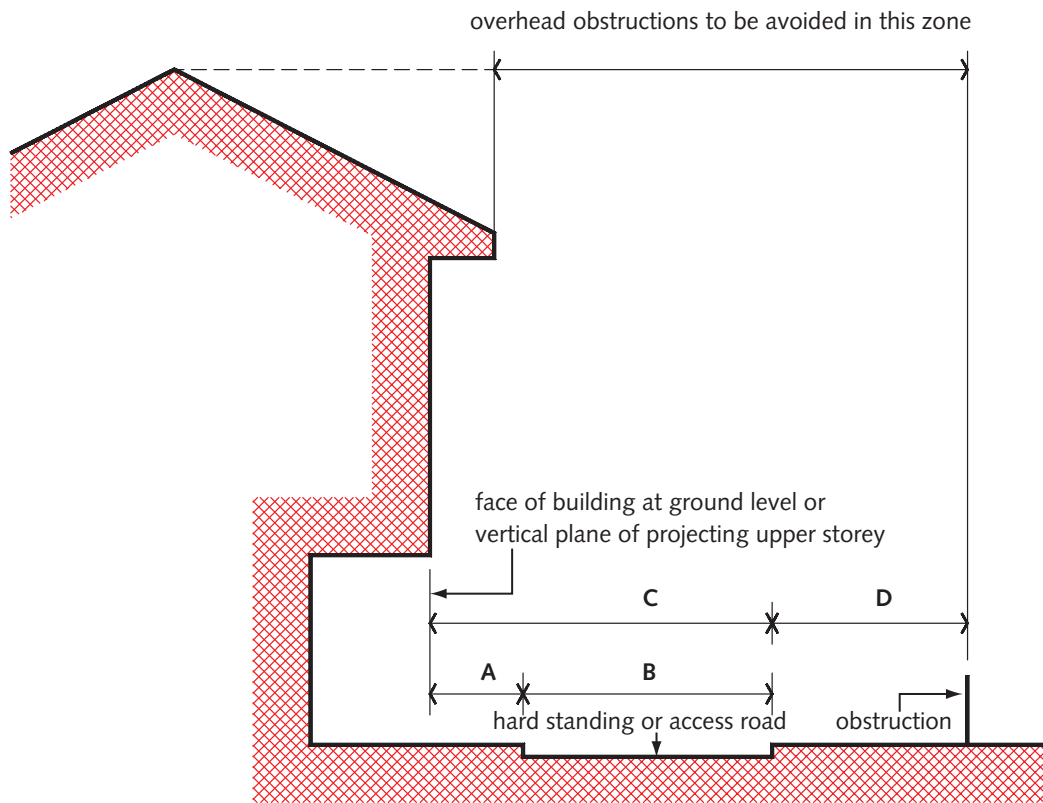 overhead obstructions to be avoided in this zone
face of building at ground level or
vertical plane of projecting upper storey
C
D
A
B
hard standing or access road
obstruction